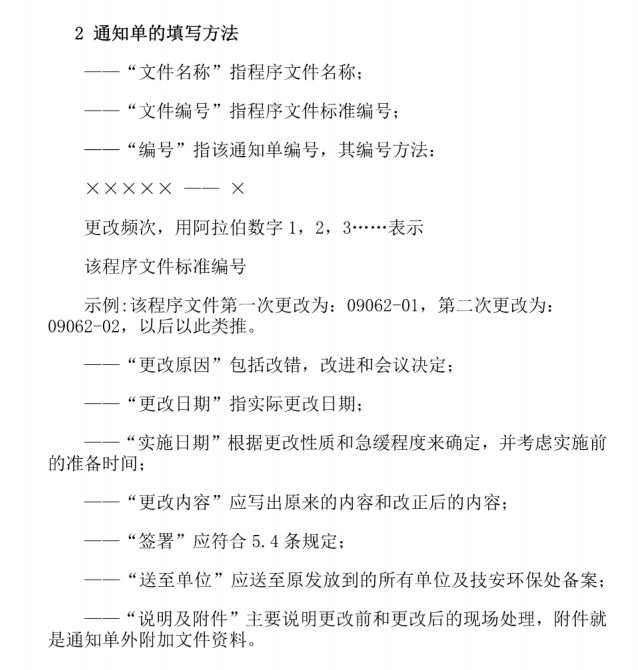 2 通知单的填写方法
——“文件名称”指程序文件名称；
——“文件编号”指程序文件标准编号；
——“编号”指该通知单编号，其编号方法：
××××× —— ×
更改频次，用阿拉伯数字 1，2，3……表示
该程序文件标准编号
示例:该程序文件第一次更改为：09062-01，第二次更改为：
09062-02，以后以此类推。
——“更改原因”包括改错，改进和会议决定；
——“更改日期”指实际更改日期；
——“实施日期”根据更改性质和急缓程度来确定，并考虑实施前
的准备时间；
——“更改内容”应写出原来的内容和改正后的内容；
——“签署”应符合 5.4 条规定；
——“送至单位”应送至原发放到的所有单位及技安环保处备案；
——“说明及附件”主要说明更改前和更改后的现场处理，附件就
是通知单外附加文件资料。